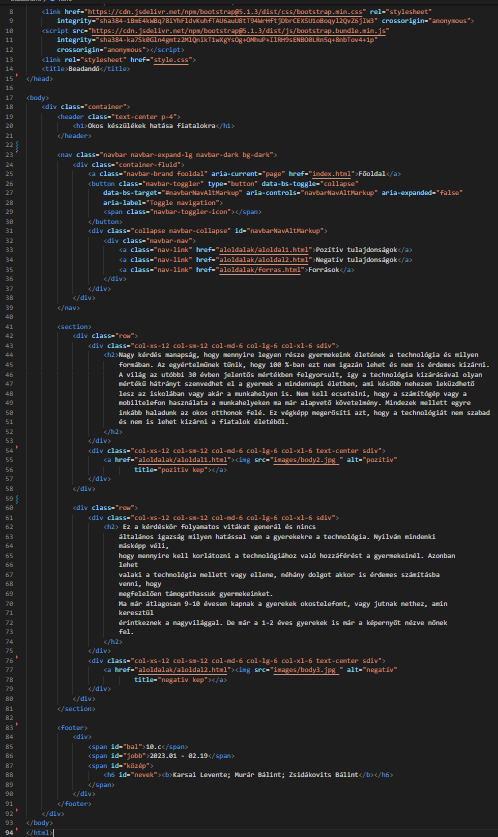 8 <link href="https://cdn.jsdelivr.net/npm/bootstrap@5.1.3/dist/css/bootstrap.min.css" rel="stylesheet"
9 crossorigin="anonymous">
10 <script src="https://cdn.jsdelivr.net/npm/bootstrap@5.1.3/dist/js/bootstrap.bundle.min.js"
11
12 crossorigin="anonymous"></script>
13 <link rel="stylesheet" href="style.css">
14 <title>Beadandó</title>
15 </head>
16
17 <body>
18 <div class="container">
19 <header class="text-center p-4">
20 <h1>Okos készülékek hatása fiatalokra</h1>
21 </header>
22
23 <nav class="navbar navbar-expand-lg navbar-dark bg-dark">
24 <div class="container-fluid">
25 <a class="navbar-brand fooldal" aria-current="page" href="index.html">Főoldal</a>
26 <button class="navbar-toggler" type="button" data-bs-toggle="collapse"
27 data-bs-target="#navbarNavAltMarkup" aria-controls="navbarNavAltMarkup" aria-expanded="false"
28 aria-label="Toggle navigation">
29 <span class="navbar-toggler-icon"></span>
30 </button>
31 <div class="collapse navbar-collapse" id="navbarNavAltMarkup">
32 <div class="navbar-nav">
33 <a class="nav-link" href="aloldalak/aloldal1.html">Pozitív tulajdonságok</a>
34 <a class="nav-link" href="aloldalak/aloldal2.html">Negatív tulajdonságok</a>
35 <a class="nav-link" href="aloldalak/forras.html">Források</a>
36 </div>
37 </div>
38 </div>
39 </nav>
40
41 <section>
42 <div class="row">
43 <div class="col-xs-12 col-sm-12 col-md-6 col-lg-6 col-xl-6 sdiv">
44 <h2>Nagy kérdés manapság, hogy mennyire legyen része gyermekeink életének a technológia és milyen
45 formában. Az egyértelműnek tűnik, hogy 100 %-ban ezt nem igazán lehet és nem is érdemes kizárni.
46 A világ az utóbbi 30 évben jelentős mértékben felgyorsult, így a technológia kizárásával olyan
47 mértékű hátrányt szenvedhet el a gyermek a mindennapi életben, ami később nehezen leküzdhető
48 lesz az iskolában vagy akár a munkahelyen is. Nem kell ecsetelni, hogy a számítógép vagy a
49 mobiltelefon használata a munkahelyeken ma már alapvető követelmény. Mindezek mellett egyre
50 inkább haladunk az okos otthonok felé. Ez végképp megerősíti azt, hogy a technológiát nem szabad
51 és nem is lehet kizárni a fiatalok életéből.
52 </h2>
53 </div>
54 <div class="col-xs-12 col-sm-12 col-md-6 col-lg-6 col-xl-6 text-center sdiv">
55 <a href="aloldalak/aloldal1.html"><img src="images/body2.jpg " alt="pozitiv"
56 title="pozitiv kep"></a>
57 </div>
58 </div>
59
60 <div class="row">
61 <div class="col-xs-12 col-sm-12 col-md-6 col-lg-6 col-xl-6 sdiv">
62 <h2> Ez a kérdéskör folyamatos vitákat generál és nincs
63 általános igazság milyen hatással van a gyerekekre a technológia. Nyilván mindenki
64 másképp véli,
65 hogy mennyire kell korlátozni a technológiához való hozzáférést a gyermekeinél. Azonban
66 lehet
67 valaki a technológia mellett vagy ellene, néhány dolgot akkor is érdemes számításba
68 venni, hogy
69 megfelelően támogathassuk gyermekeinket.
70 Ma már átlagosan 9-10 évesem kapnak a gyerekek okostelefont, vagy jutnak nethez, amin
71 keresztül
72 érintkeznek a nagyvilággal. De már a 1-2 éves gyerekek is már a képernyőt nézve nőnek
73 fel.
74 </h2>
75 </div>
76 <div class="col-xs-12 col-sm-12 col-md-6 col-lg-6 col-xl-6 text-center sdiv">
77 <a href="aloldalak/aloldal2.html"><img src="images/body3.jpg " alt="negativ"
78 title="negativ kep"></a>
79 </div>
80 </div>
81 </section>
82
83 <footer>
84 <div>
85 <span id="bal">10.c</span>
86 <span id="jobb">2023.01 - 02.19</span>
87 <span id="közép">
88 <h6 id="nevek"><b>Karsai Levente; Murár Bálint; Zsidákovits Bálint</b></h6>
89 </span>
90 </div>
91 </footer>
92 </div>
93 </body>
94 </html>